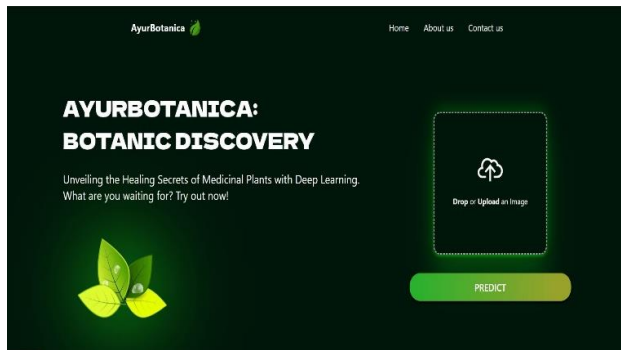 AyurBotanica
Home About us Contact us
AYURBOTANICA:
BOTANIC DISCOVERY
Unveiling the Healing Secrets of Medicinal Plants with Deep Learning.
What are you waiting for? Try out now!
Drop or Upload an Image
PREDICT